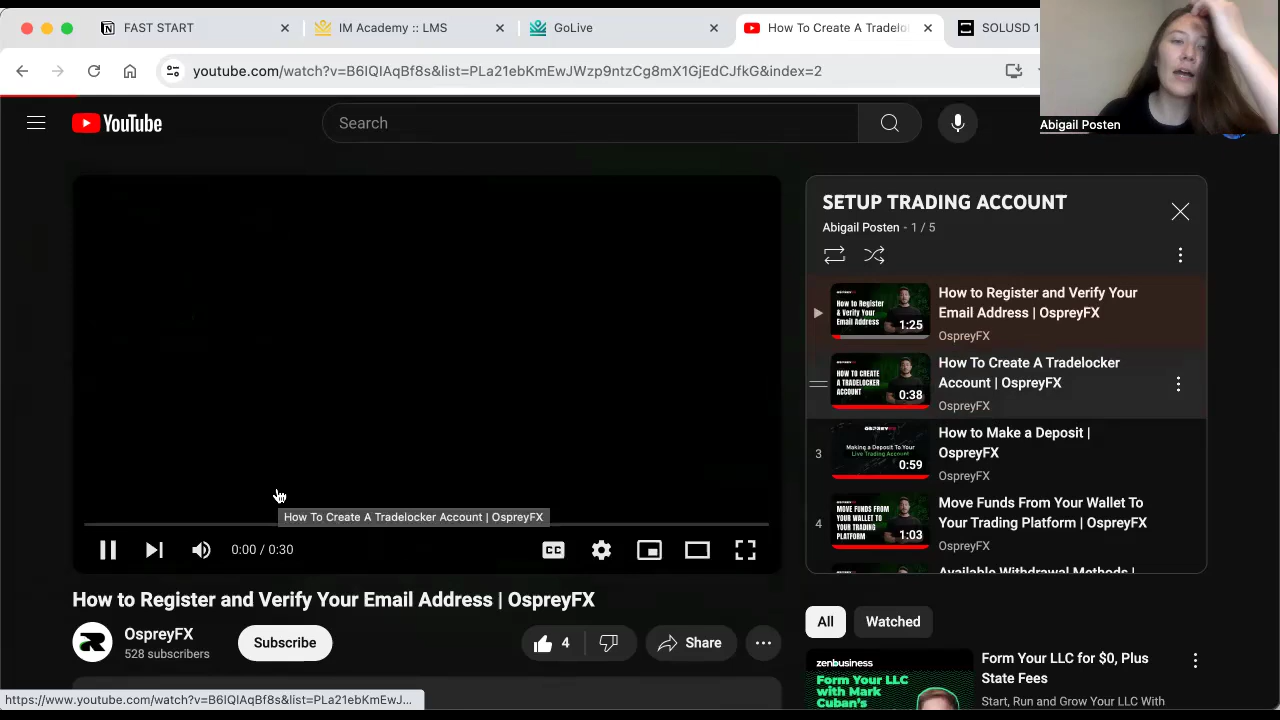 FAST START
IM Academy :: LMS
GoLive
How To Create A Tradelo
SOLUSD 1
youtube.com/watch?v=B6IQIAqBf8s&list=PLa21ebKmEwJWzp9ntzCg8mX1GjEdCJfkG&index=2
Abigail Posten
YouTube
Search
SETUP TRADING ACCOUNT
Abigail Posten - 1 / 5
How to Register
& Verify Your
Email Address
1:25
How to Register and Verify Your
Email Address | OspreyFX
OspreyFX
HOW TO CREATE
A TRADELOCKER
ACCOUNT
0:38
How To Create A Tradelocker
Account | OspreyFX
OspreyFX
3
Making a Deposit To Your
Live Trading Account
0:59
How to Make a Deposit |
OspreyFX
OspreyFX
4
MOVE FUNDS FROM
YOUR WALLET TO
YOUR TRADING
PLATFORM
1:03
Move Funds From Your Wallet To
Your Trading Platform | OspreyFX
OspreyFX
Available Withdrawal Methods |
How To Create A Tradelocker Account | OspreyFX
0:00 / 0:30
CC
How to Register and Verify Your Email Address | OspreyFX
OspreyFX
528 subscribers
Subscribe
4
Share
All
Watched
zenbusiness
Form Your LLC
with Mark
Cuban's
Form Your LLC for $0, Plus
State Fees
Start, Run and Grow Your LLC With
https://www.youtube.com/watch?v=B6IQIAqBf8s&list=PLa21ebKmEwJ...